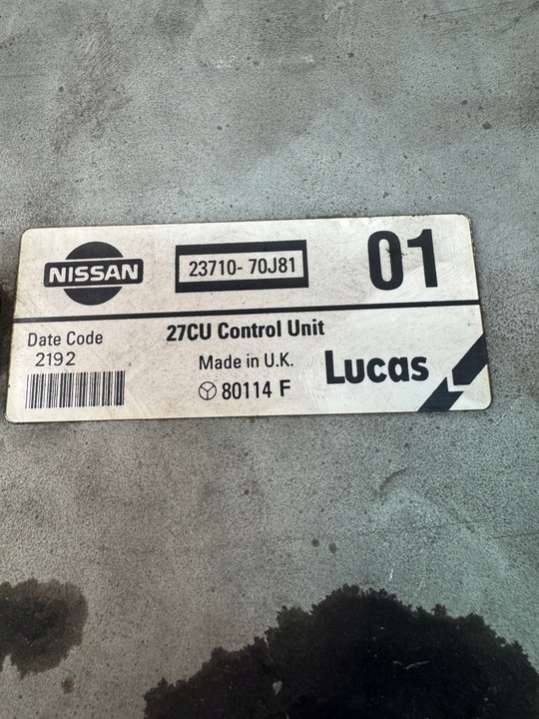 NISSAN
23710- 70J81
01
Date Code
2192
27CU Control Unit
Made in U.K.
80114 F
Lucas